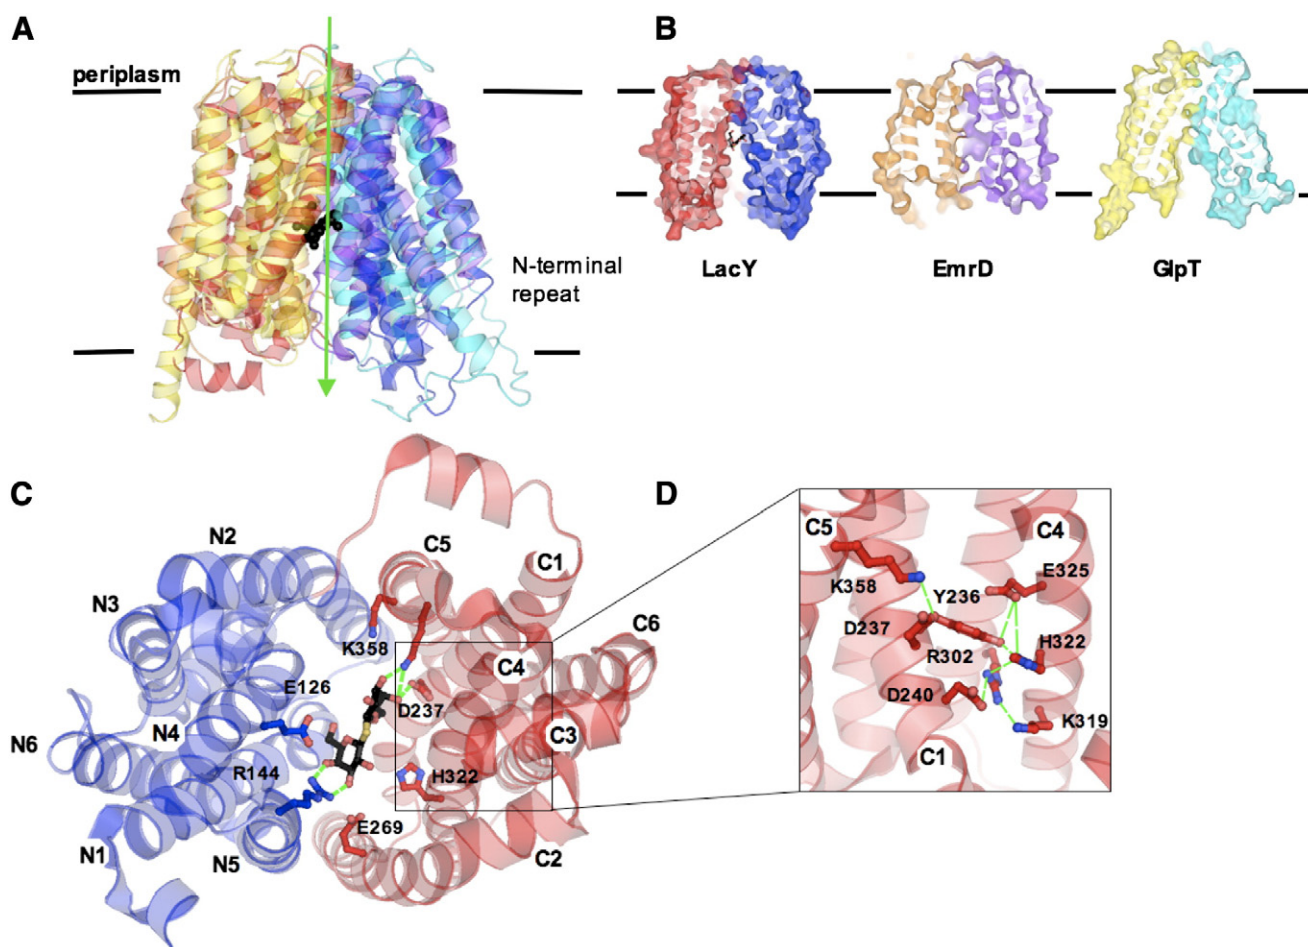 A
periplasm
N-terminal
repeat
B
LacY
EmrD
GlpT
C
N2
N3
N6
N4
N1
N5
C5
C1
C6
C4
C3
C2
K358
E126
D237
R144
H322
E269
D
C5
C4
K358
Y236
E325
D237
R302
H322
D240
K319
C1